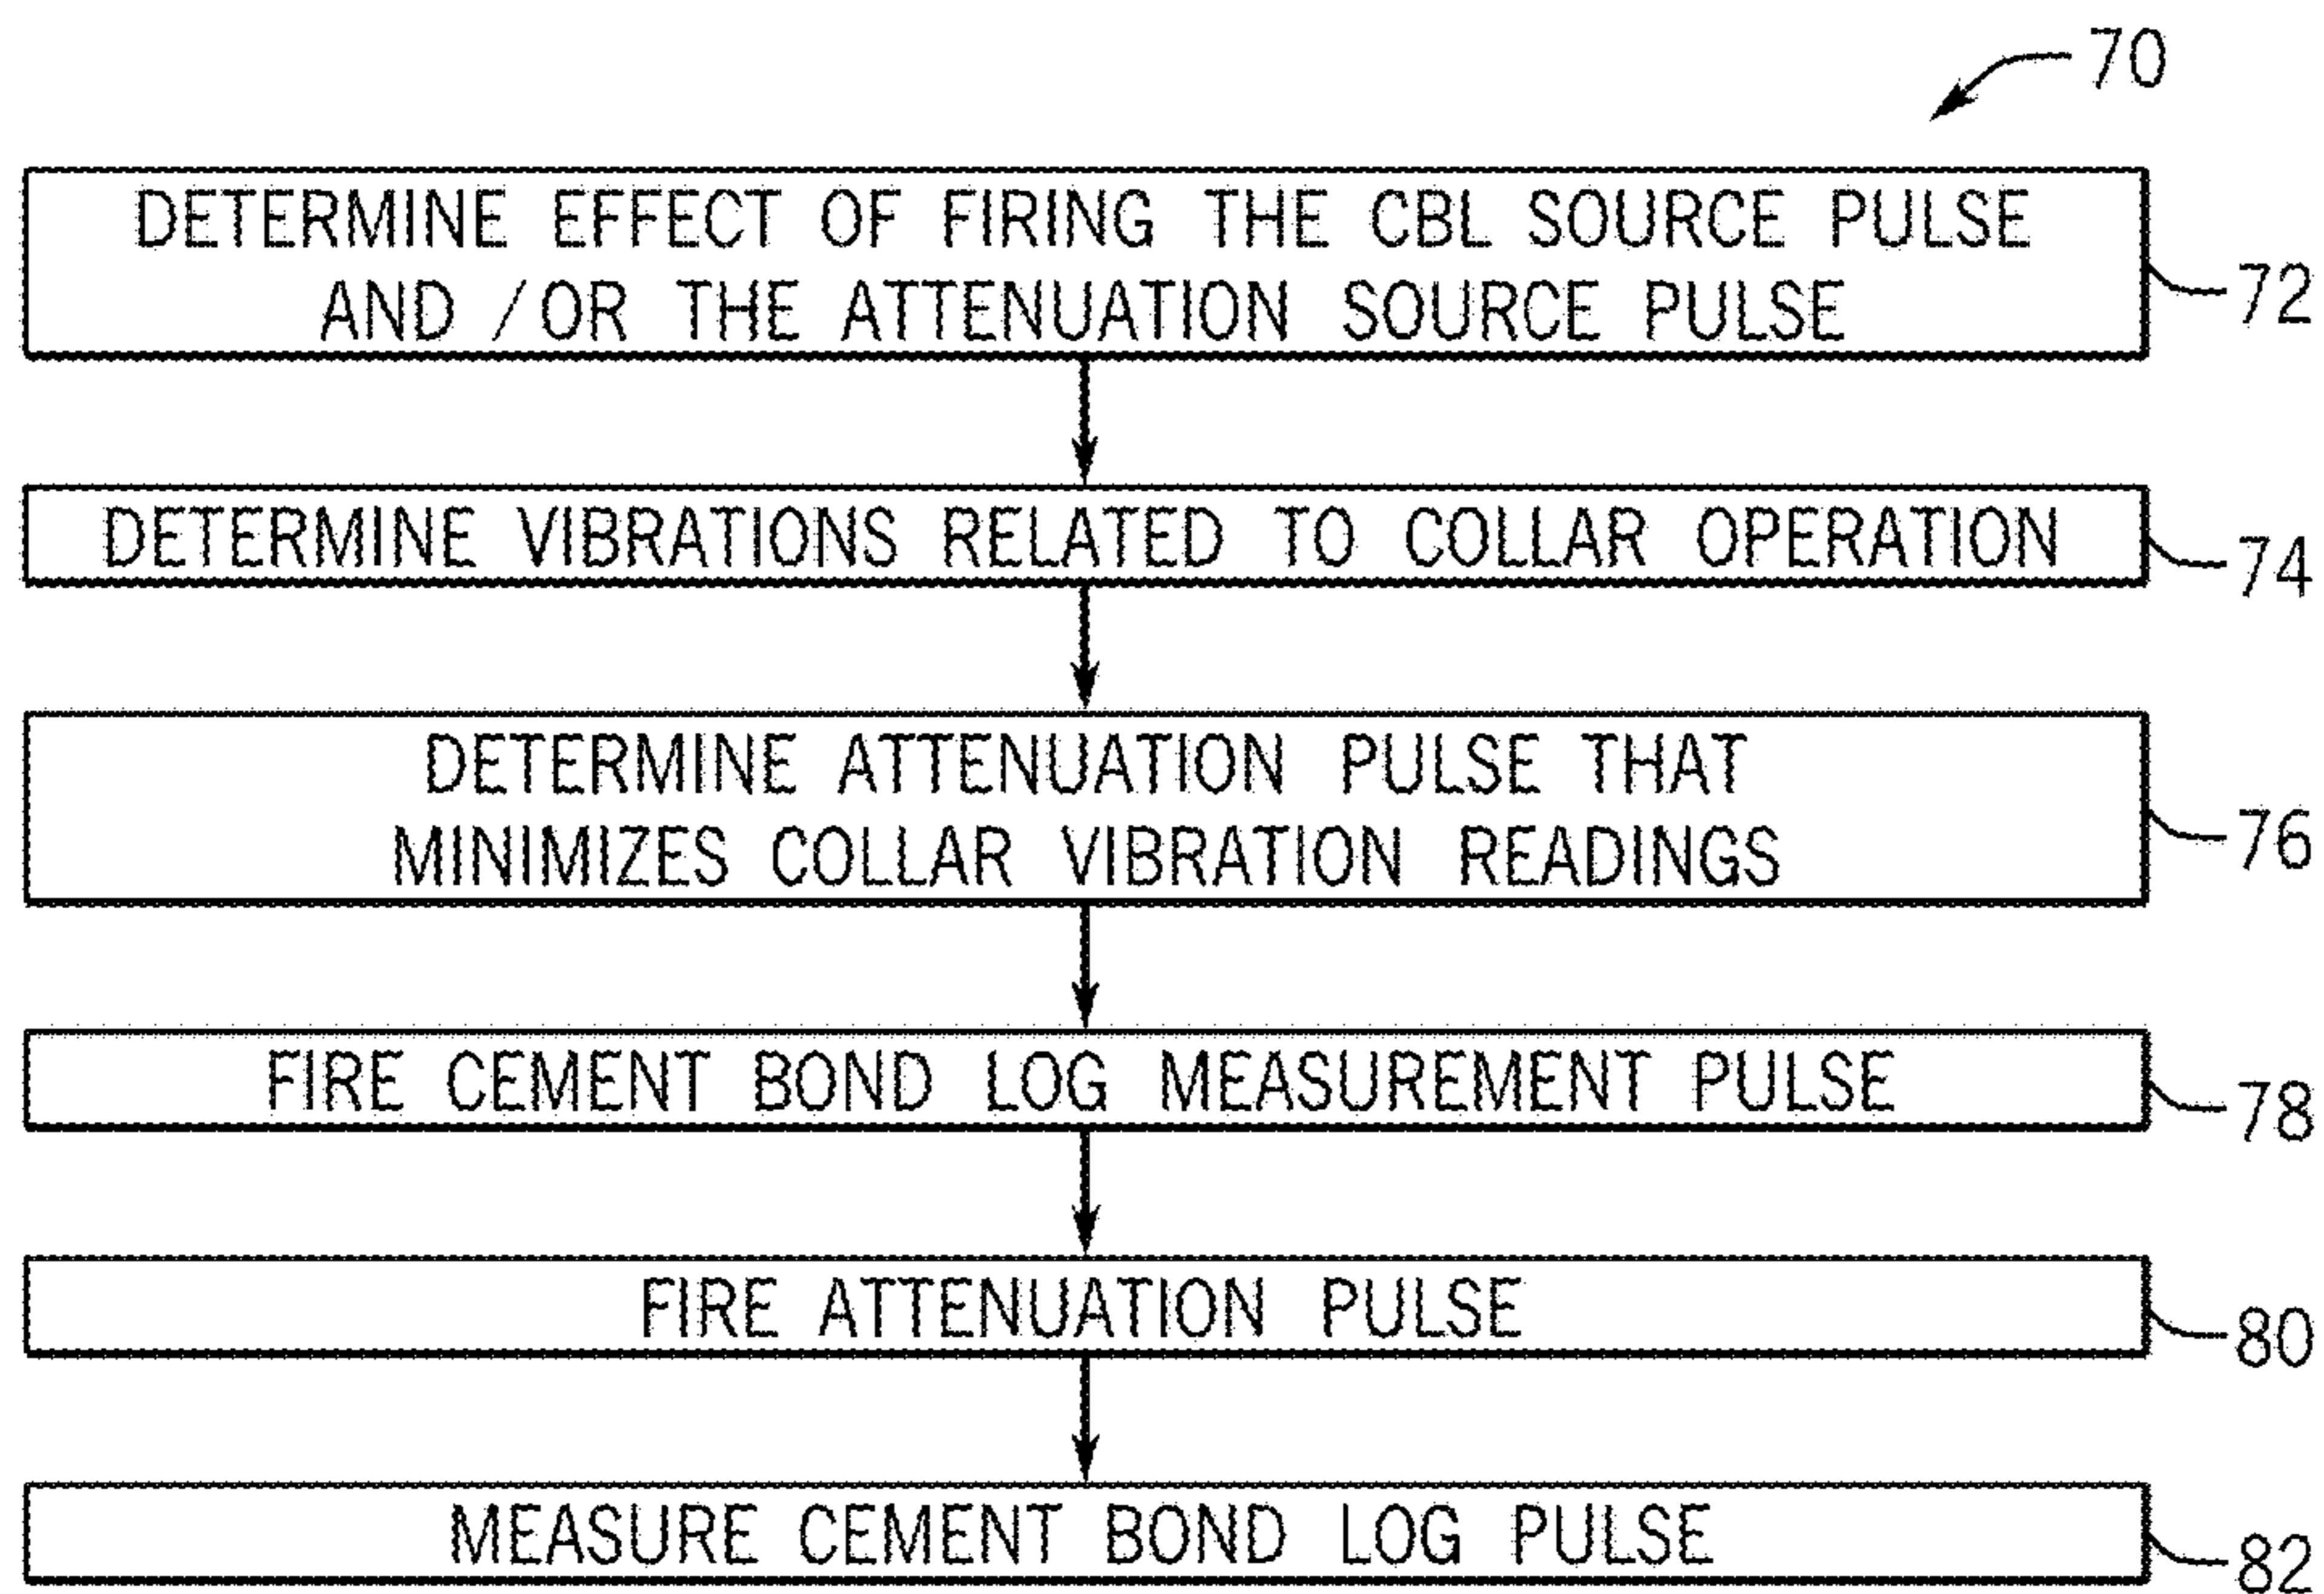 70
DETERMINE EFFECT OF FIRING THE CBL SOURCE PULSE
AND /OR THE ATTENUATION SOURCE PULSE
72
DETERMINE VIBRATIONS RELATED TO COLLAR OPERATION
74
DETERMINE ATTENUATION PULSE THAT
MINIMIZES COLLAR VIBRATION READINGS
76
FIRE CEMENT BOND LOG MEASUREMENT PULSE
78
FIRE ATTENUATION PULSE
80
MEASURE CEMENT BOND LOG PULSE
82